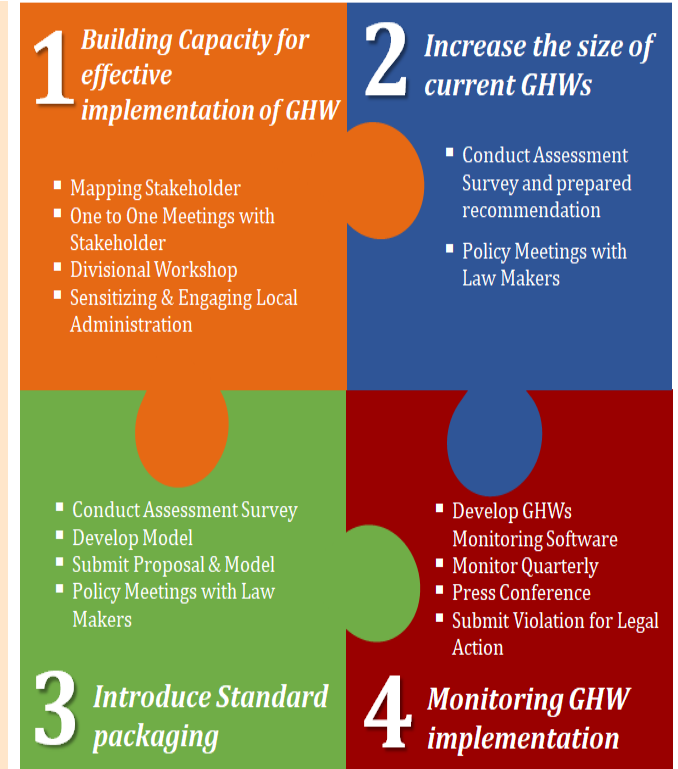 1
Building Capacity for
effective
implementation of GHW
▪ Mapping Stakeholder
▪ One to One Meetings with
Stakeholder
▪ Divisional Workshop
▪ Sensitizing & Engaging Local
Administration
2
Increase the size of
current GHWs
▪ Conduct Assessment
Survey and prepared
recommendation
▪ Policy Meetings with
Law Makers
▪ Conduct Assessment Survey
▪ Develop Model
▪ Submit Proposal & Model
▪ Policy Meetings with Law
Makers
3
Introduce Standard
packaging
▪ Develop GHWs
Monitoring Software
▪ Monitor Quarterly
▪ Press Conference
▪ Submit Violation for Legal
Action
4
Monitoring GHW
implementation